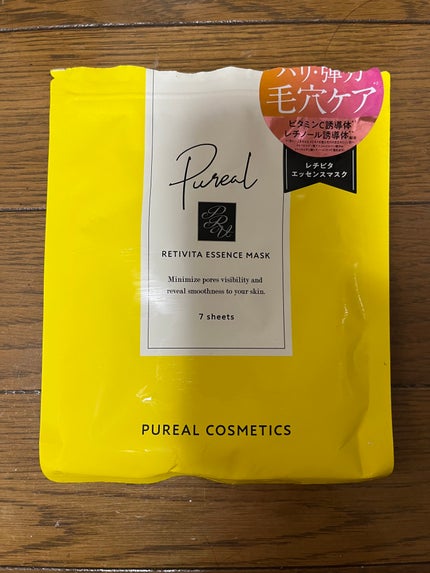 ハリ・弾力
毛穴ケア
ビタミンC誘導体
レチノール誘導体
レチビタ
エッセンスマスク
Pureal
RETIVITA ESSENCE MASK
Minimize pores visibility and
reveal smoothness to your skin.
7 sheets
PUREAL COSMETICS